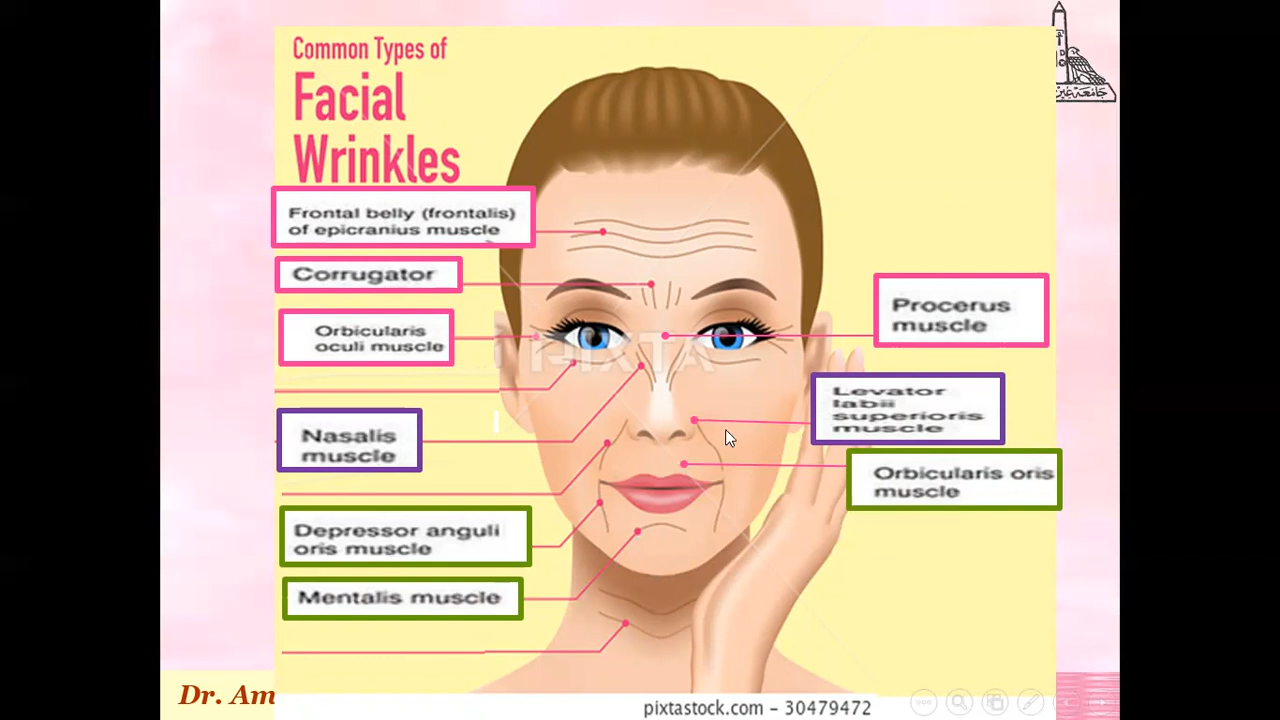 Common Types of
Facial
Wrinkles
Frontal belly (frontalis)
of epicranius muscle
Corrugator
Orbicularis
oculi muscle
Nasalis
muscle
Depressor anguli
oris muscle
Mentalis muscle
Procerus
muscle
Levator
labii
superioris
muscle
Orbicularis oris
muscle
PIXTA
Dr. Am
pixtastock.com - 30479472